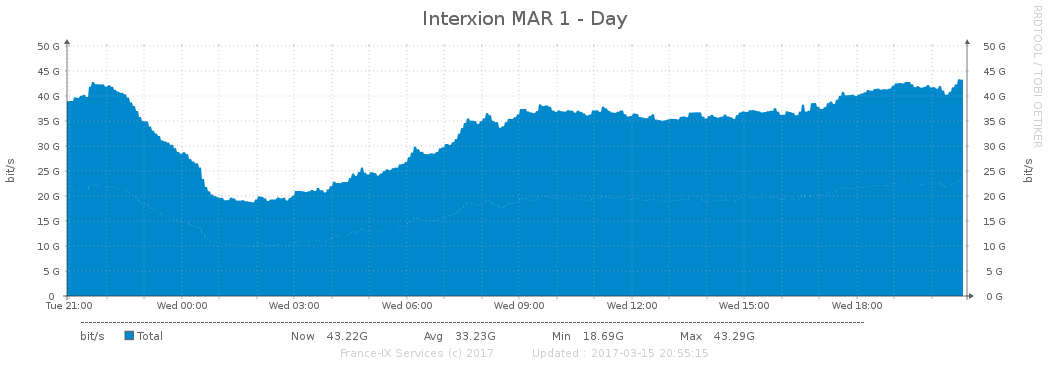 Interxion MAR 1 - Day
RRDTOOL / TOBI OETIKER
50 G 50 G
45 G 45 G
40 G 40 G
35 G 35 G
30 G 30 G
25 G 25 G
20 G 20 G
15 G 15 G
10 G 10 G
5 G 5 G
0 0 G
bit/s
bit/s
Tue 21:00 Wed 00:00 Wed 03:00 Wed 06:00 Wed 09:00 Wed 12:00 Wed 15:00 Wed 18:00
bit/s Total Now 43.22G Avg 33.23G Min 18.69G Max 43.29G
France-IX Services (c) 2017 Updated : 2017-03-15 20:55:15